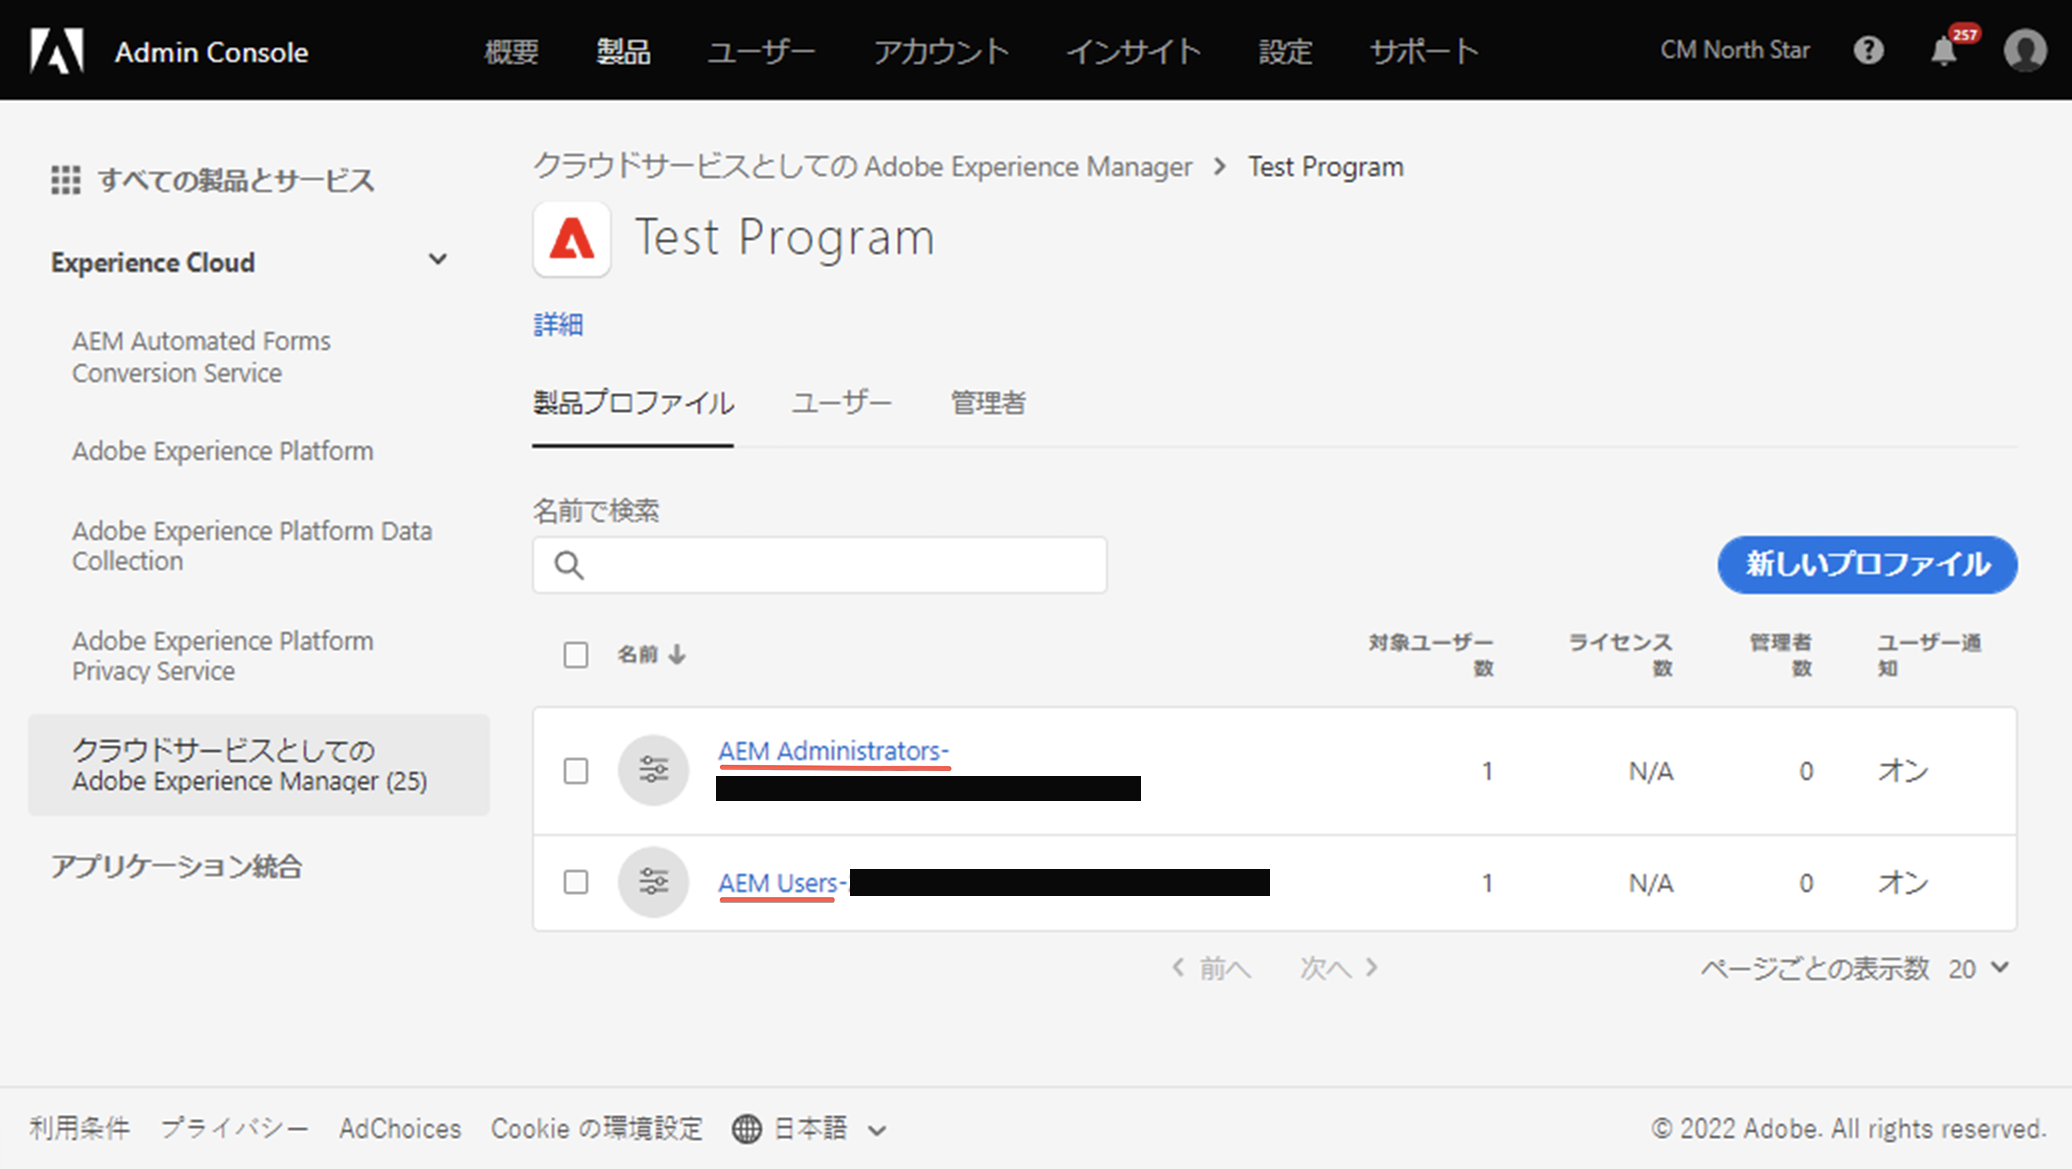 Admin Console
概要 製品 ユーザー アカウント インサイト 設定 サポート
CM North Star
257
すべての製品とサービス
Experience Cloud
AEM Automated Forms
Conversion Service
Adobe Experience Platform
Adobe Experience Platform Data
Collection
Adobe Experience Platform
Privacy Service
クラウドサービスとしての
Adobe Experience Manager (25)
アプリケーション統合
クラウドサービスとしての Adobe Experience Manager > Test Program
Test Program
詳細
製品プロファイル ユーザー 管理者
名前で検索
新しいプロファイル
名前 ↓
対象ユーザー
数
ライセンス
数
管理者
数
ユーザー通
知
AEM Administrators-
1 N/A 0 オン
AEM Users-
1 N/A 0 オン
< 前へ 次へ >
ページごとの表示数 20
利用条件 プライバシー AdChoices Cookie の環境設定 日本語
© 2022 Adobe. All rights reserved.